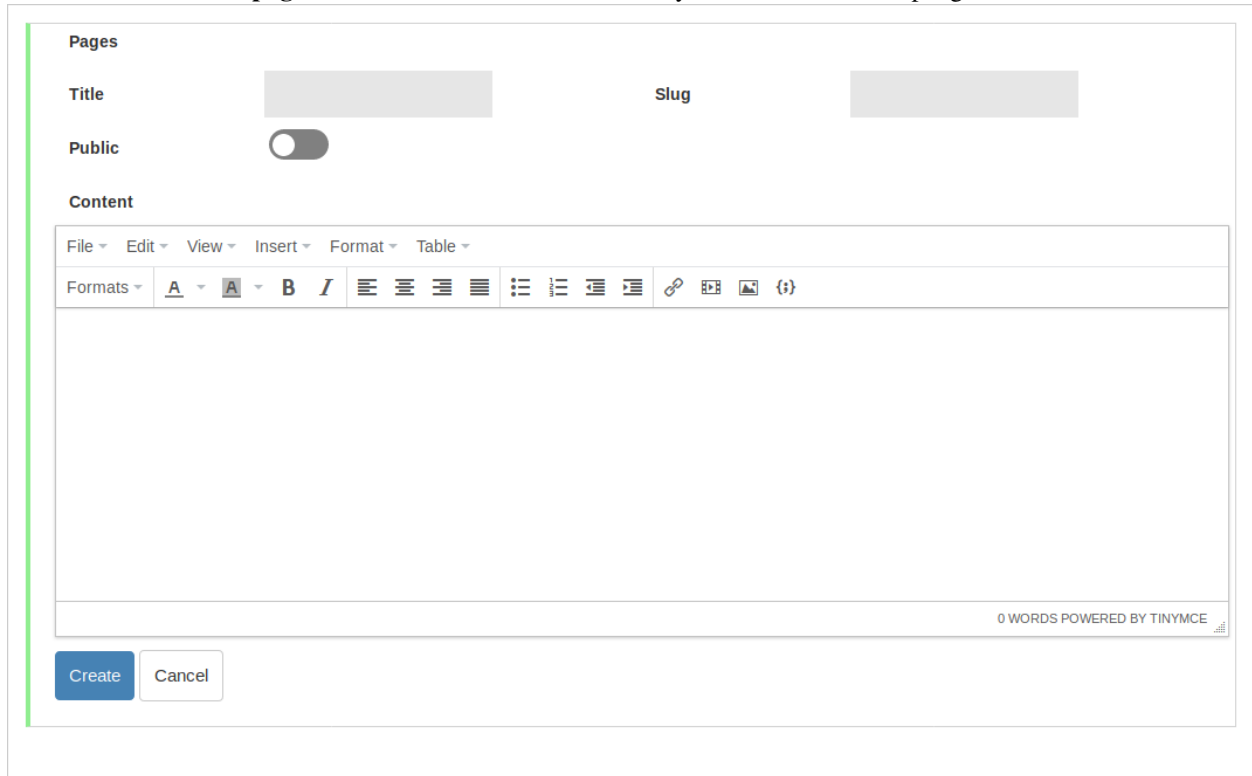 Pages
Title Slug
Public
Content
File Edit View Insert Format Table
Formats A A B I {;}
0 WORDS POWERED BY TINYMCE
Create Cancel